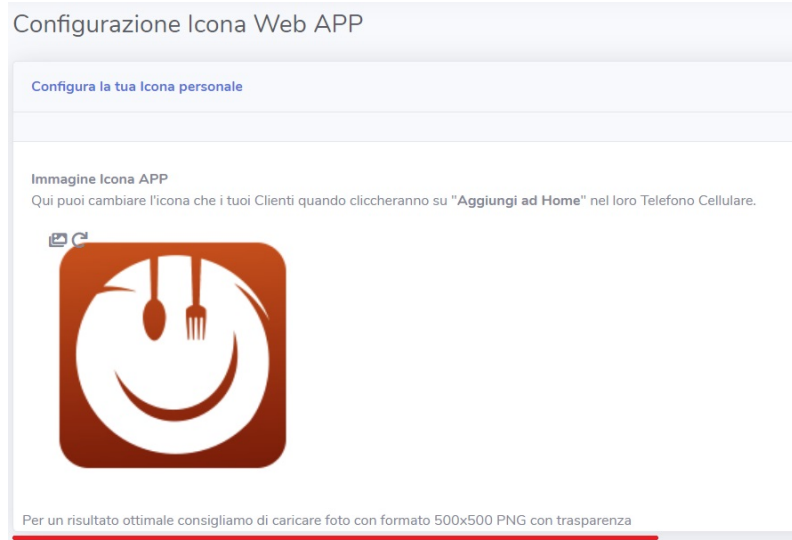 Configurazione Icona Web APP
Configura la tua Icona personale
Immagine Icona APP
Qui puoi cambiare l'icona che i tuoi Clienti quando cliccheranno su "Aggiungi ad Home" nel loro Telefono Cellulare.
Per un risultato ottimale consigliamo di caricare foto con formato 500x500 PNG con trasparenza